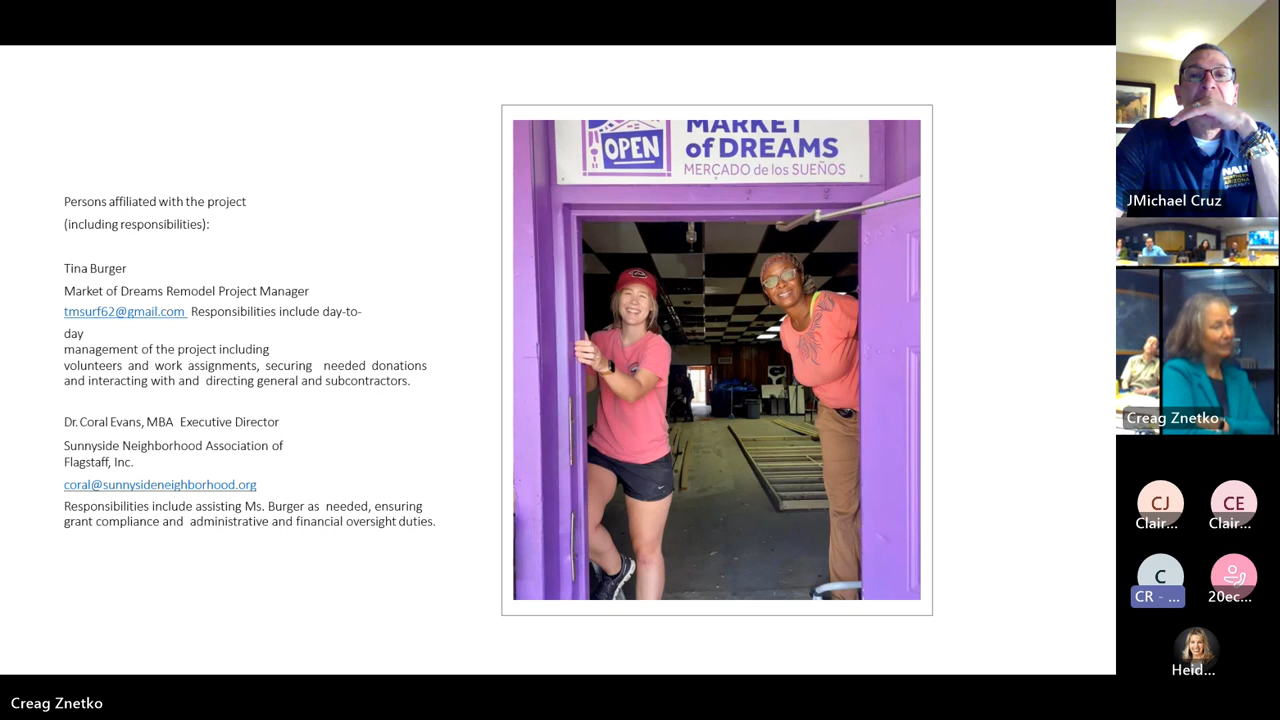 Persons affiliated with the project
(including responsibilities):
Tina Burger
Market of Dreams Remodel Project Manager
tmsurf62@gmail.com Responsibilities include day-to-
day
management of the project including
volunteers and work assignments, securing needed donations
and interacting with and directing general and subcontractors.
Dr. Coral Evans, MBA Executive Director
Sunnyside Neighborhood Association of
Flagstaff, Inc.
coral@sunnysideneighborhood.org
Responsibilities include assisting Ms. Burger as needed, ensuring
grant compliance and administrative and financial oversight duties.
OPEN
MARKET
of DREAMS
MERCADO de los SUEÑOS
NAU
NORTHERN
ARIZONA
UNIVERSITY
JMichael Cruz
Creag Znetko
CJ
Clair...
CE
Clair...
C
CR - ...
20ec...
Heid...
Creag Znetko